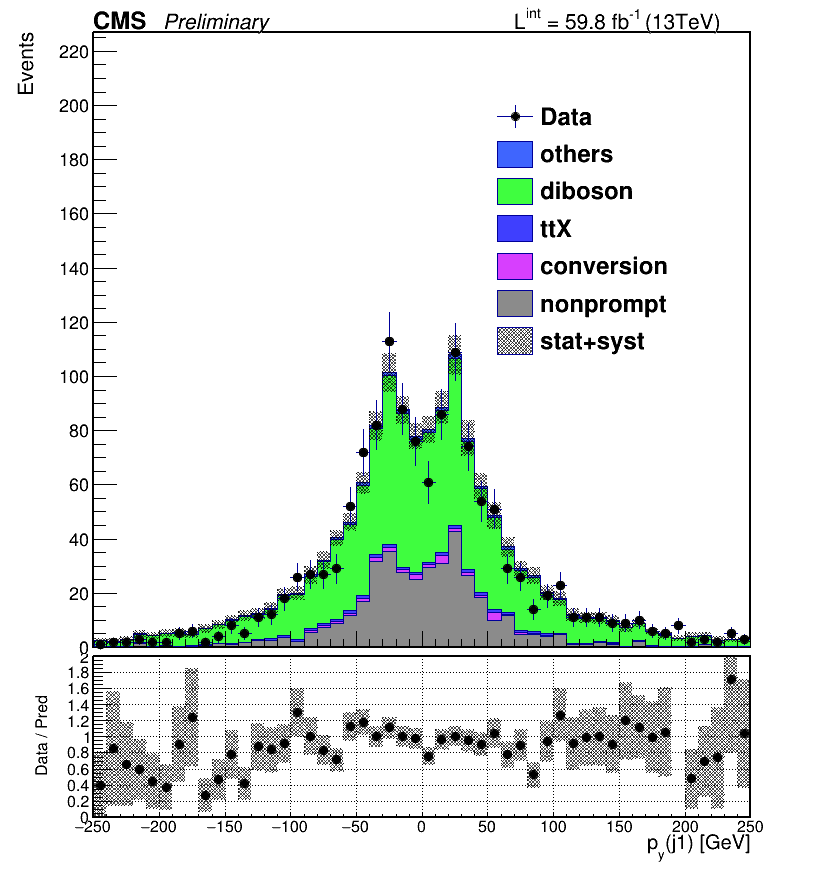 CMS Preliminary L^int = 59.8 fb^-1 (13TeV)
Events
220
200
180
160
140
120
100
80
60
40
20
0
Data
others
diboson
ttX
conversion
nonprompt
stat+syst
Data / Pred
2
1.8
1.6
1.4
1.2
1
0.8
0.6
0.4
0.2
0
−250 −200 −150 −100 −50 0 50 100 150 200 250
p_y(j1) [GeV]